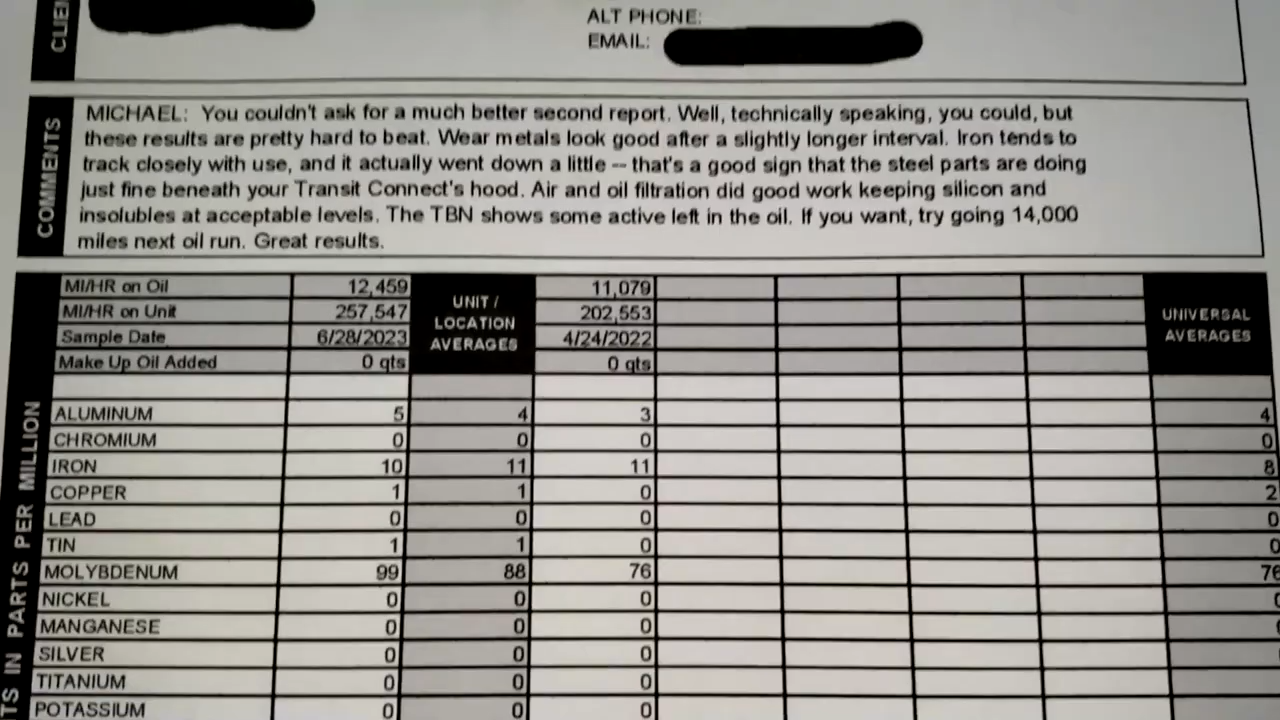 ALT PHONE:
EMAIL:
COMMENTS
MICHAEL: You couldn't ask for a much better second report. Well, technically speaking, you could, but
these results are pretty hard to beat. Wear metals look good after a slightly longer interval. Iron tends to
track closely with use, and it actually went down a little -- that's a good sign that the steel parts are doing
just fine beneath your Transit Connect's hood. Air and oil filtration did good work keeping silicon and
insolubles at acceptable levels. The TBN shows some active left in the oil. If you want, try going 14,000
miles next oil run. Great results.
MI/HR on Oil 12,459 UNIT / LOCATION AVERAGES 11,079 UNIVERSAL AVERAGES
MI/HR on Unit 257,547 202,553
Sample Date 6/28/2023 4/24/2022
Make Up Oil Added 0 qts 0 qts
IN PARTS PER MILLION
ALUMINUM 5 4 3 4
CHROMIUM 0 0 0 0
IRON 10 11 11 8
COPPER 1 1 0 2
LEAD 0 0 0 0
TIN 1 1 0 0
MOLYBDENUM 99 88 76 76
NICKEL 0 0 0
MANGANESE 0 0 0
SILVER 0 0 0
TITANIUM 0 0 0
POTASSIUM 0 0 0